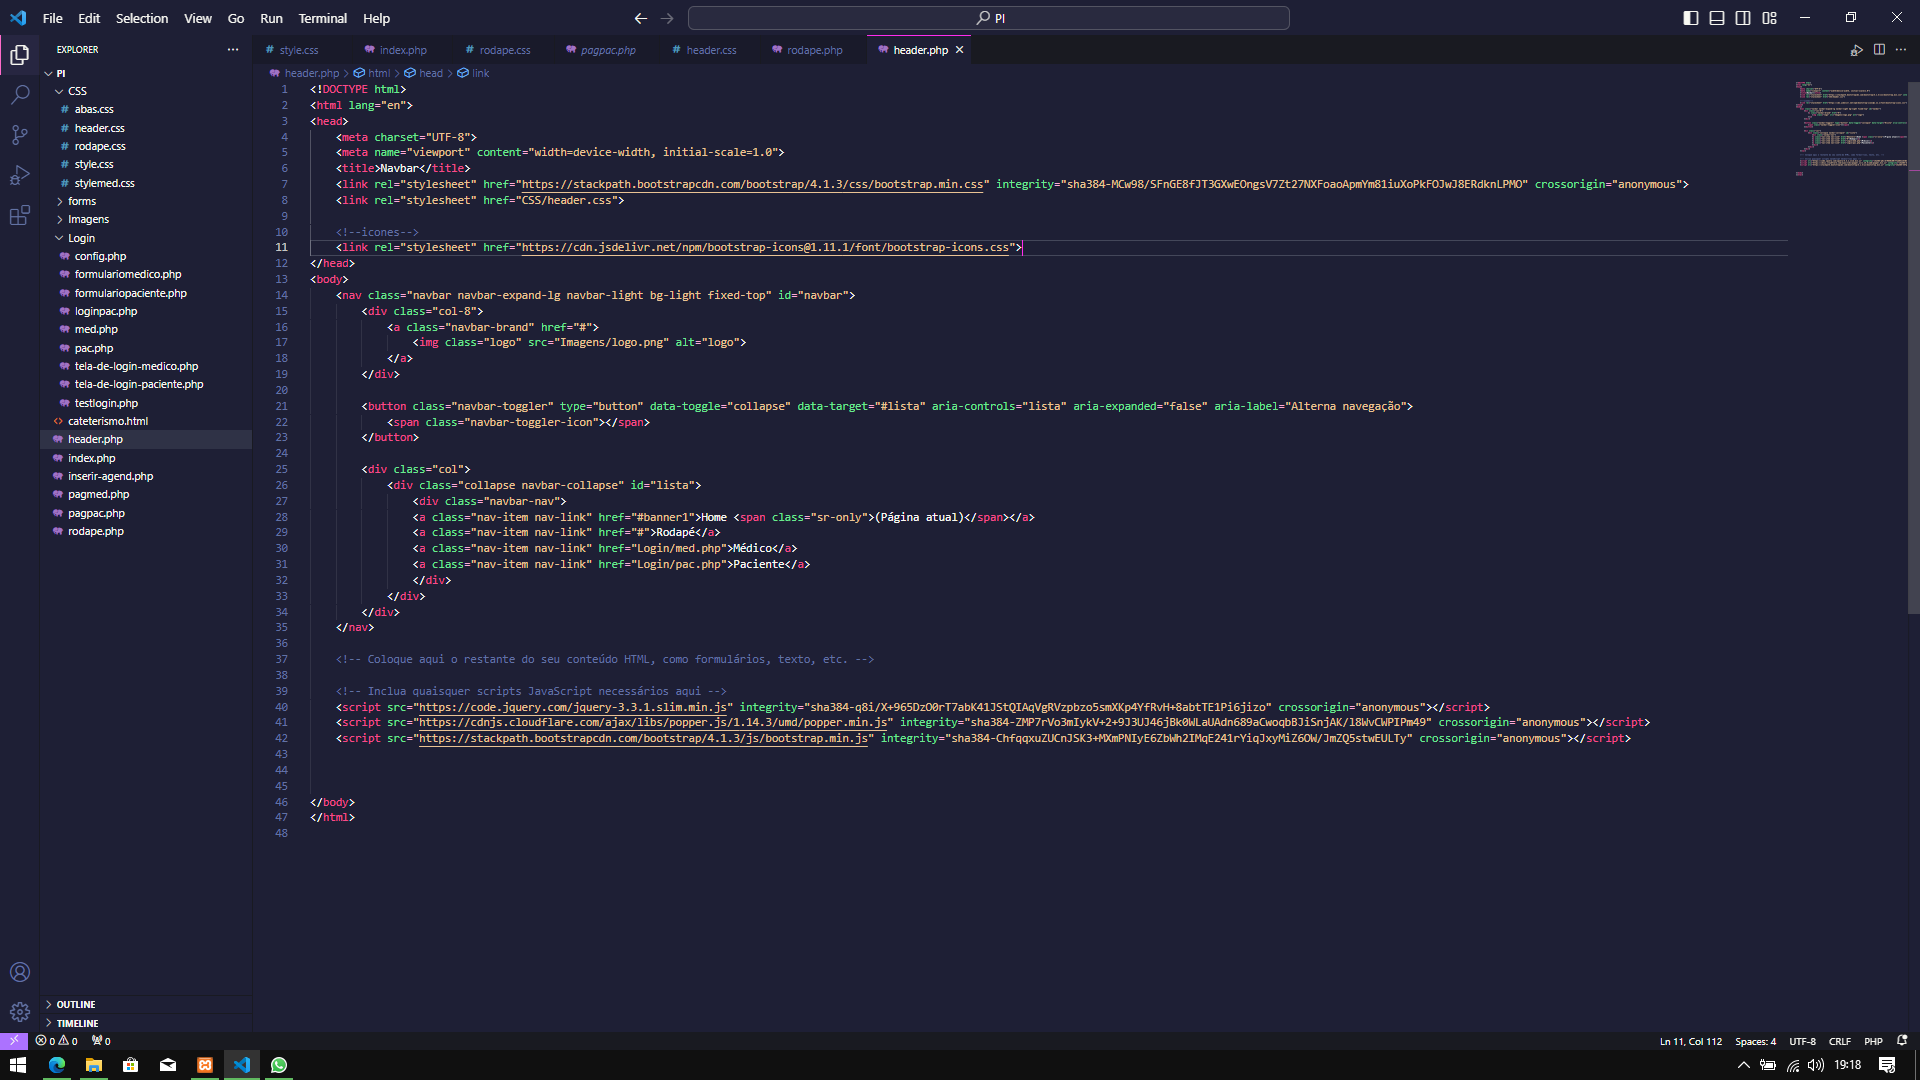 File Edit Selection View Go Run Terminal Help
PI
EXPLORER
PI
CSS
abas.css
header.css
rodape.css
style.css
stylemed.css
forms
Imagens
Login
config.php
formulariomedico.php
formulariopaciente.php
loginpac.php
med.php
pac.php
tela-de-login-medico.php
tela-de-login-paciente.php
testlogin.php
cateterismo.html
header.php
index.php
inserir-agend.php
pagmed.php
pagpac.php
rodape.php
OUTLINE
TIMELINE
style.css index.php rodape.css pagpac.php header.css rodape.php header.php
header.php > html > head > link
1 <!DOCTYPE html>
2 <html lang="en">
3 <head>
4 <meta charset="UTF-8">
5 <meta name="viewport" content="width=device-width, initial-scale=1.0">
6 <title>Navbar</title>
7 <link rel="stylesheet" href="https://stackpath.bootstrapcdn.com/bootstrap/4.1.3/css/bootstrap.min.css" integrity="sha384-MCw98/SFnGE8fJT3GXwEOngsV7Zt27NXFoaoApmYm81iuXoPkFOJwJ8ERdknLPMO" crossorigin="anonymous">
8 <link rel="stylesheet" href="CSS/header.css">
9
10 <!--icones-->
11 <link rel="stylesheet" href="https://cdn.jsdelivr.net/npm/bootstrap-icons@1.11.1/font/bootstrap-icons.css">
12 </head>
13 <body>
14 <nav class="navbar navbar-expand-lg navbar-light bg-light fixed-top" id="navbar">
15 <div class="col-8">
16 <a class="navbar-brand" href="#">
17 <img class="logo" src="Imagens/logo.png" alt="logo">
18 </a>
19 </div>
20
21 <button class="navbar-toggler" type="button" data-toggle="collapse" data-target="#lista" aria-controls="lista" aria-expanded="false" aria-label="Alterna navegação">
22 <span class="navbar-toggler-icon"></span>
23 </button>
24
25 <div class="col">
26 <div class="collapse navbar-collapse" id="lista">
27 <div class="navbar-nav">
28 <a class="nav-item nav-link" href="#banner1">Home <span class="sr-only">(Página atual)</span></a>
29 <a class="nav-item nav-link" href="#">Rodapé</a>
30 <a class="nav-item nav-link" href="Login/med.php">Médico</a>
31 <a class="nav-item nav-link" href="Login/pac.php">Paciente</a>
32 </div>
33 </div>
34 </div>
35 </nav>
36
37 <!-- Coloque aqui o restante do seu conteúdo HTML, como formulários, texto, etc. -->
38
39 <!-- Inclua quaisquer scripts JavaScript necessários aqui -->
40 <script src="https://code.jquery.com/jquery-3.3.1.slim.min.js" integrity="sha384-q8i/X+965DzO0rT7abK41JStQIAqVgRVzpbzo5smXKp4YfRvH+8abtTE1Pi6jizo" crossorigin="anonymous"></script>
41 <script src="https://cdnjs.cloudflare.com/ajax/libs/popper.js/1.14.3/umd/popper.min.js" integrity="sha384-ZMP7rVo3mIykV+2+9J3UJ46jBk0WLaUAdn689aCwoqbBJiSnjAK/l8WvCWPIPm49" crossorigin="anonymous"></script>
42 <script src="https://stackpath.bootstrapcdn.com/bootstrap/4.1.3/js/bootstrap.min.js" integrity="sha384-ChfqqxuZUCnJSK3+MXmPNIyE6ZbWh2IMqE241rYiqJxyMiZ6OW/JmZQ5stwEULTy" crossorigin="anonymous"></script>
43
44
45
46 </body>
47 </html>
48
0 0 0
Ln 11, Col 112 Spaces: 4 UTF-8 CRLF PHP
19:18